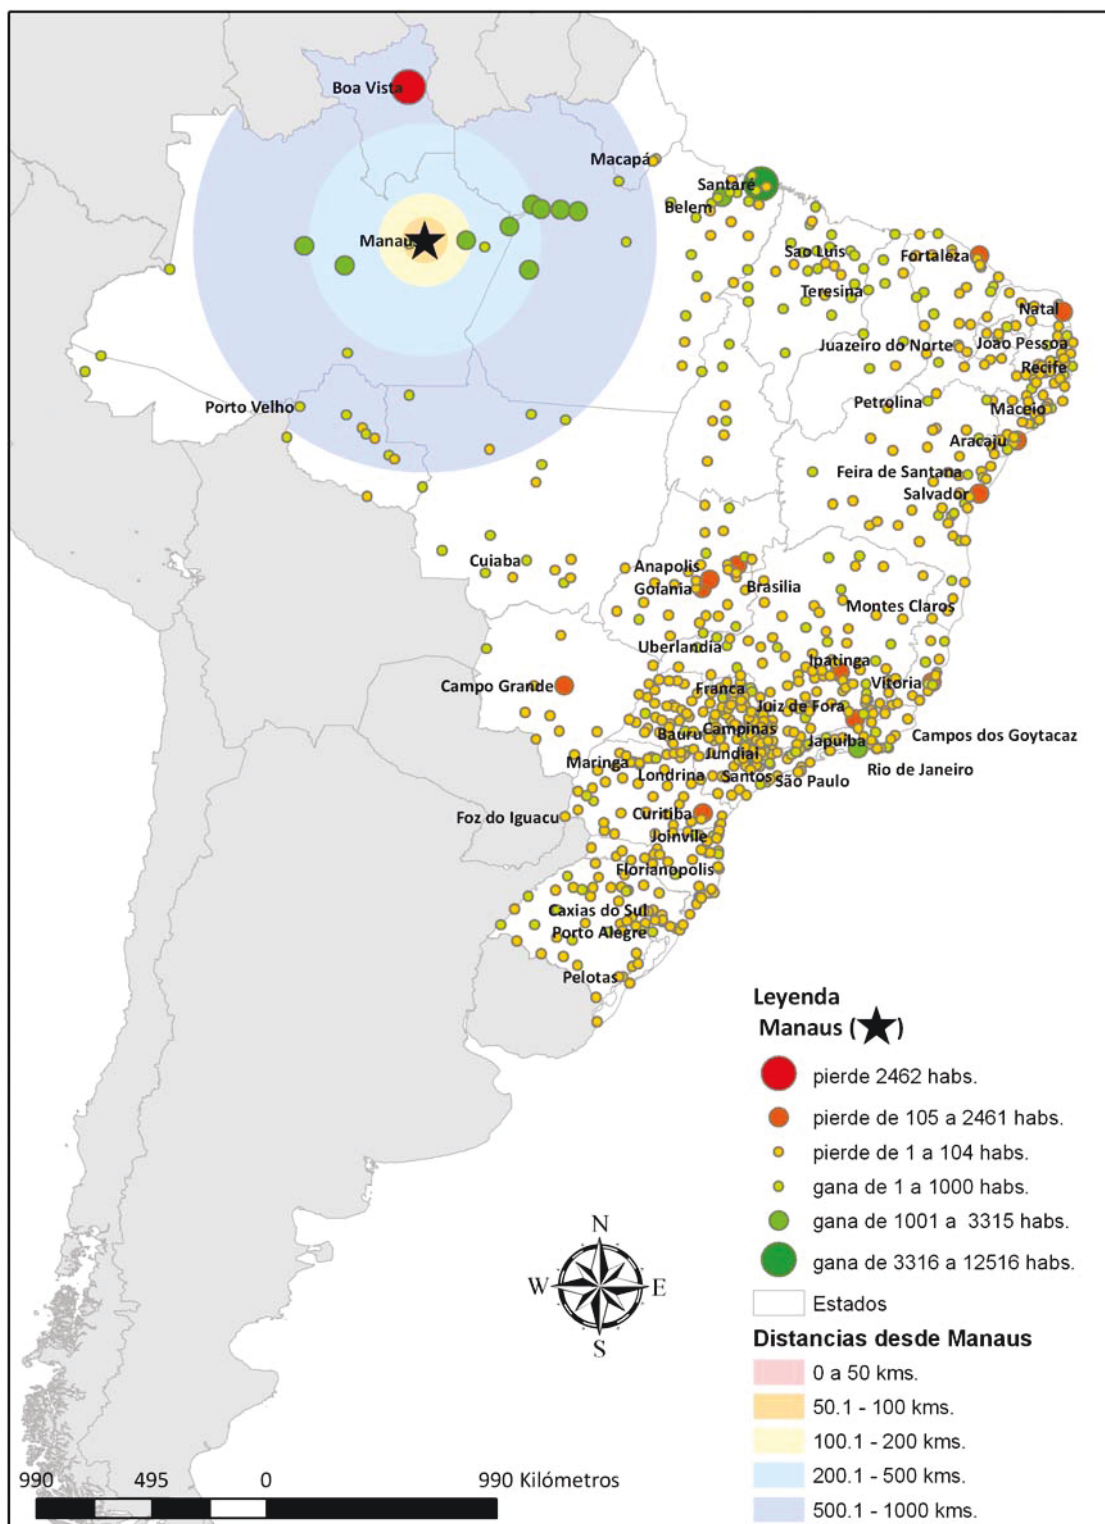 Boa Vista
Macapá
Santaré
Belem
Manaus
Sao Luis
Fortaleza
Teresina
Natal
Juazeiro do Norte
Joao Pessoa
Recife
Porto Velho
Petrolina
Maceio
Aracaju
Feira de Santana
Salvador
Cuiaba
Anapolis
Goiania
Brasilia
Montes Claros
Uberlandia
Ipatinga
Campo Grande
Franca
Vitoria
Juiz de Fora
Bauru
Campinas
Japuiba
Campos dos Goytacaz
Jundiai
Maringa
Londrina
Santos
São Paulo
Rio de Janeiro
Foz do Iguacu
Curitiba
Joinvile
Florianopolis
Caxias do Sul
Porto Alegre
Pelotas
Leyenda
Manaus (★)
pierde 2462 habs.
pierde de 105 a 2461 habs.
pierde de 1 a 104 habs.
gana de 1 a 1000 habs.
gana de 1001 a 3315 habs.
gana de 3316 a 12516 habs.
Estados
Distancias desde Manaus
0 a 50 kms.
50.1 - 100 kms.
100.1 - 200 kms.
200.1 - 500 kms.
500.1 - 1000 kms.
N
W E
S
990 495 0 990 Kilómetros